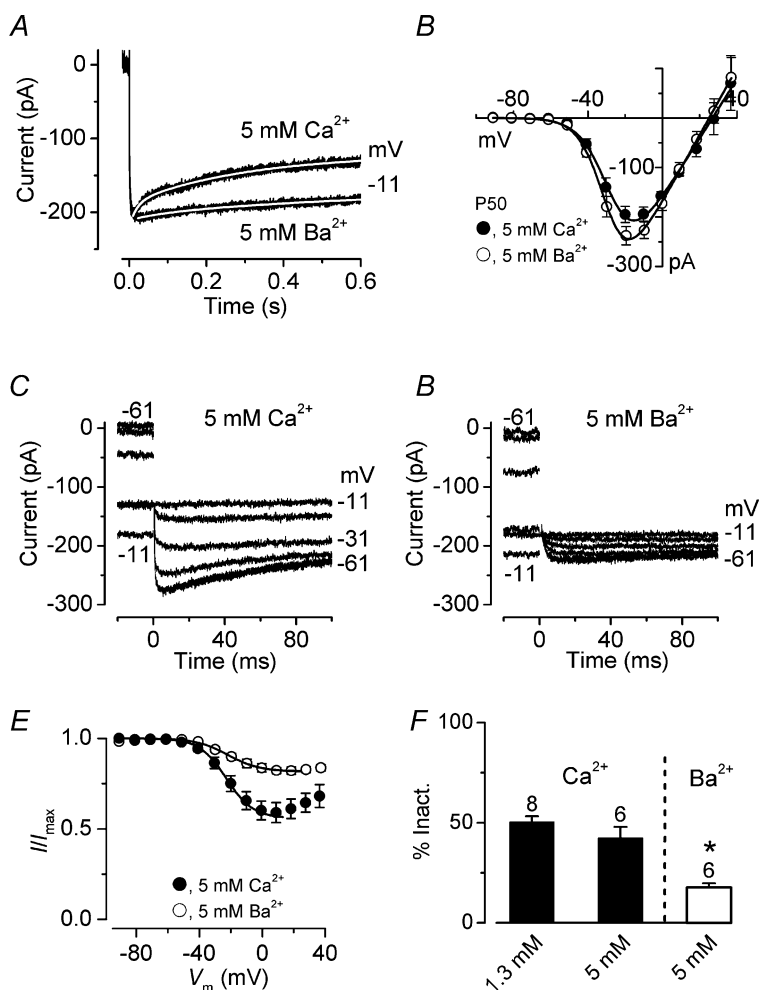 A
Current (pA)
0
-100
-200
5 mM Ca2+
mV
-11
5 mM Ba2+
0.0 0.2 0.4 0.6
Time (s)
B
-80 -40 40
mV
-100
-300
pA
P50
●, 5 mM Ca2+
○, 5 mM Ba2+
C
5 mM Ca2+
Current (pA)
0
-100
-200
-300
-61
-11
mV
-11
-31
-61
0 40 80
Time (ms)
B
5 mM Ba2+
Current (pA)
0
-100
-200
-300
-61
-11
mV
-11
-61
0 40 80
Time (ms)
E
I/Imax
1.0
0.5
0.0
●, 5 mM Ca2+
○, 5 mM Ba2+
-80 -40 0 40
Vm (mV)
F
% Inact.
100
50
0
Ca2+ Ba2+
8
6
*
6
1.3 mM 5 mM 5 mM